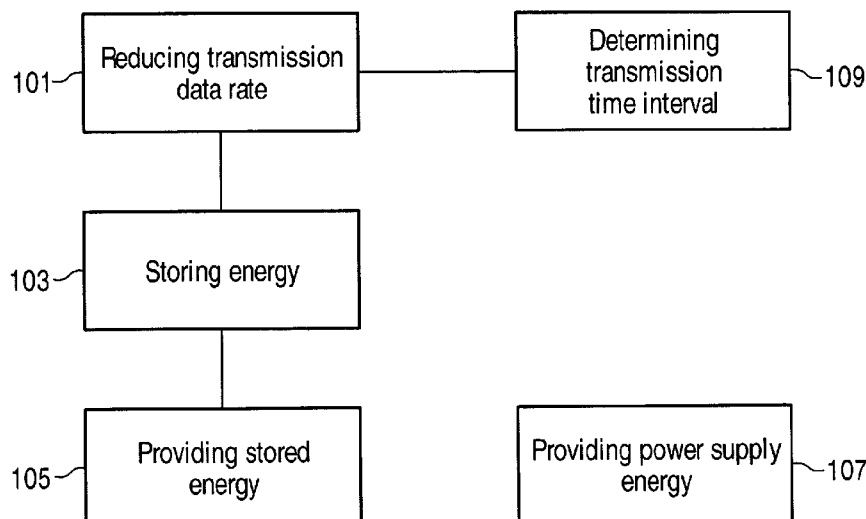 101
Reducing transmission
data rate
Determining
transmission
time interval
109
103
Storing energy
105
Providing stored
energy
Providing power supply
energy
107